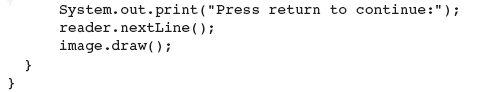 System.out.print("Press return to continue:");
reader.nextLine();
image.draw();
}
}